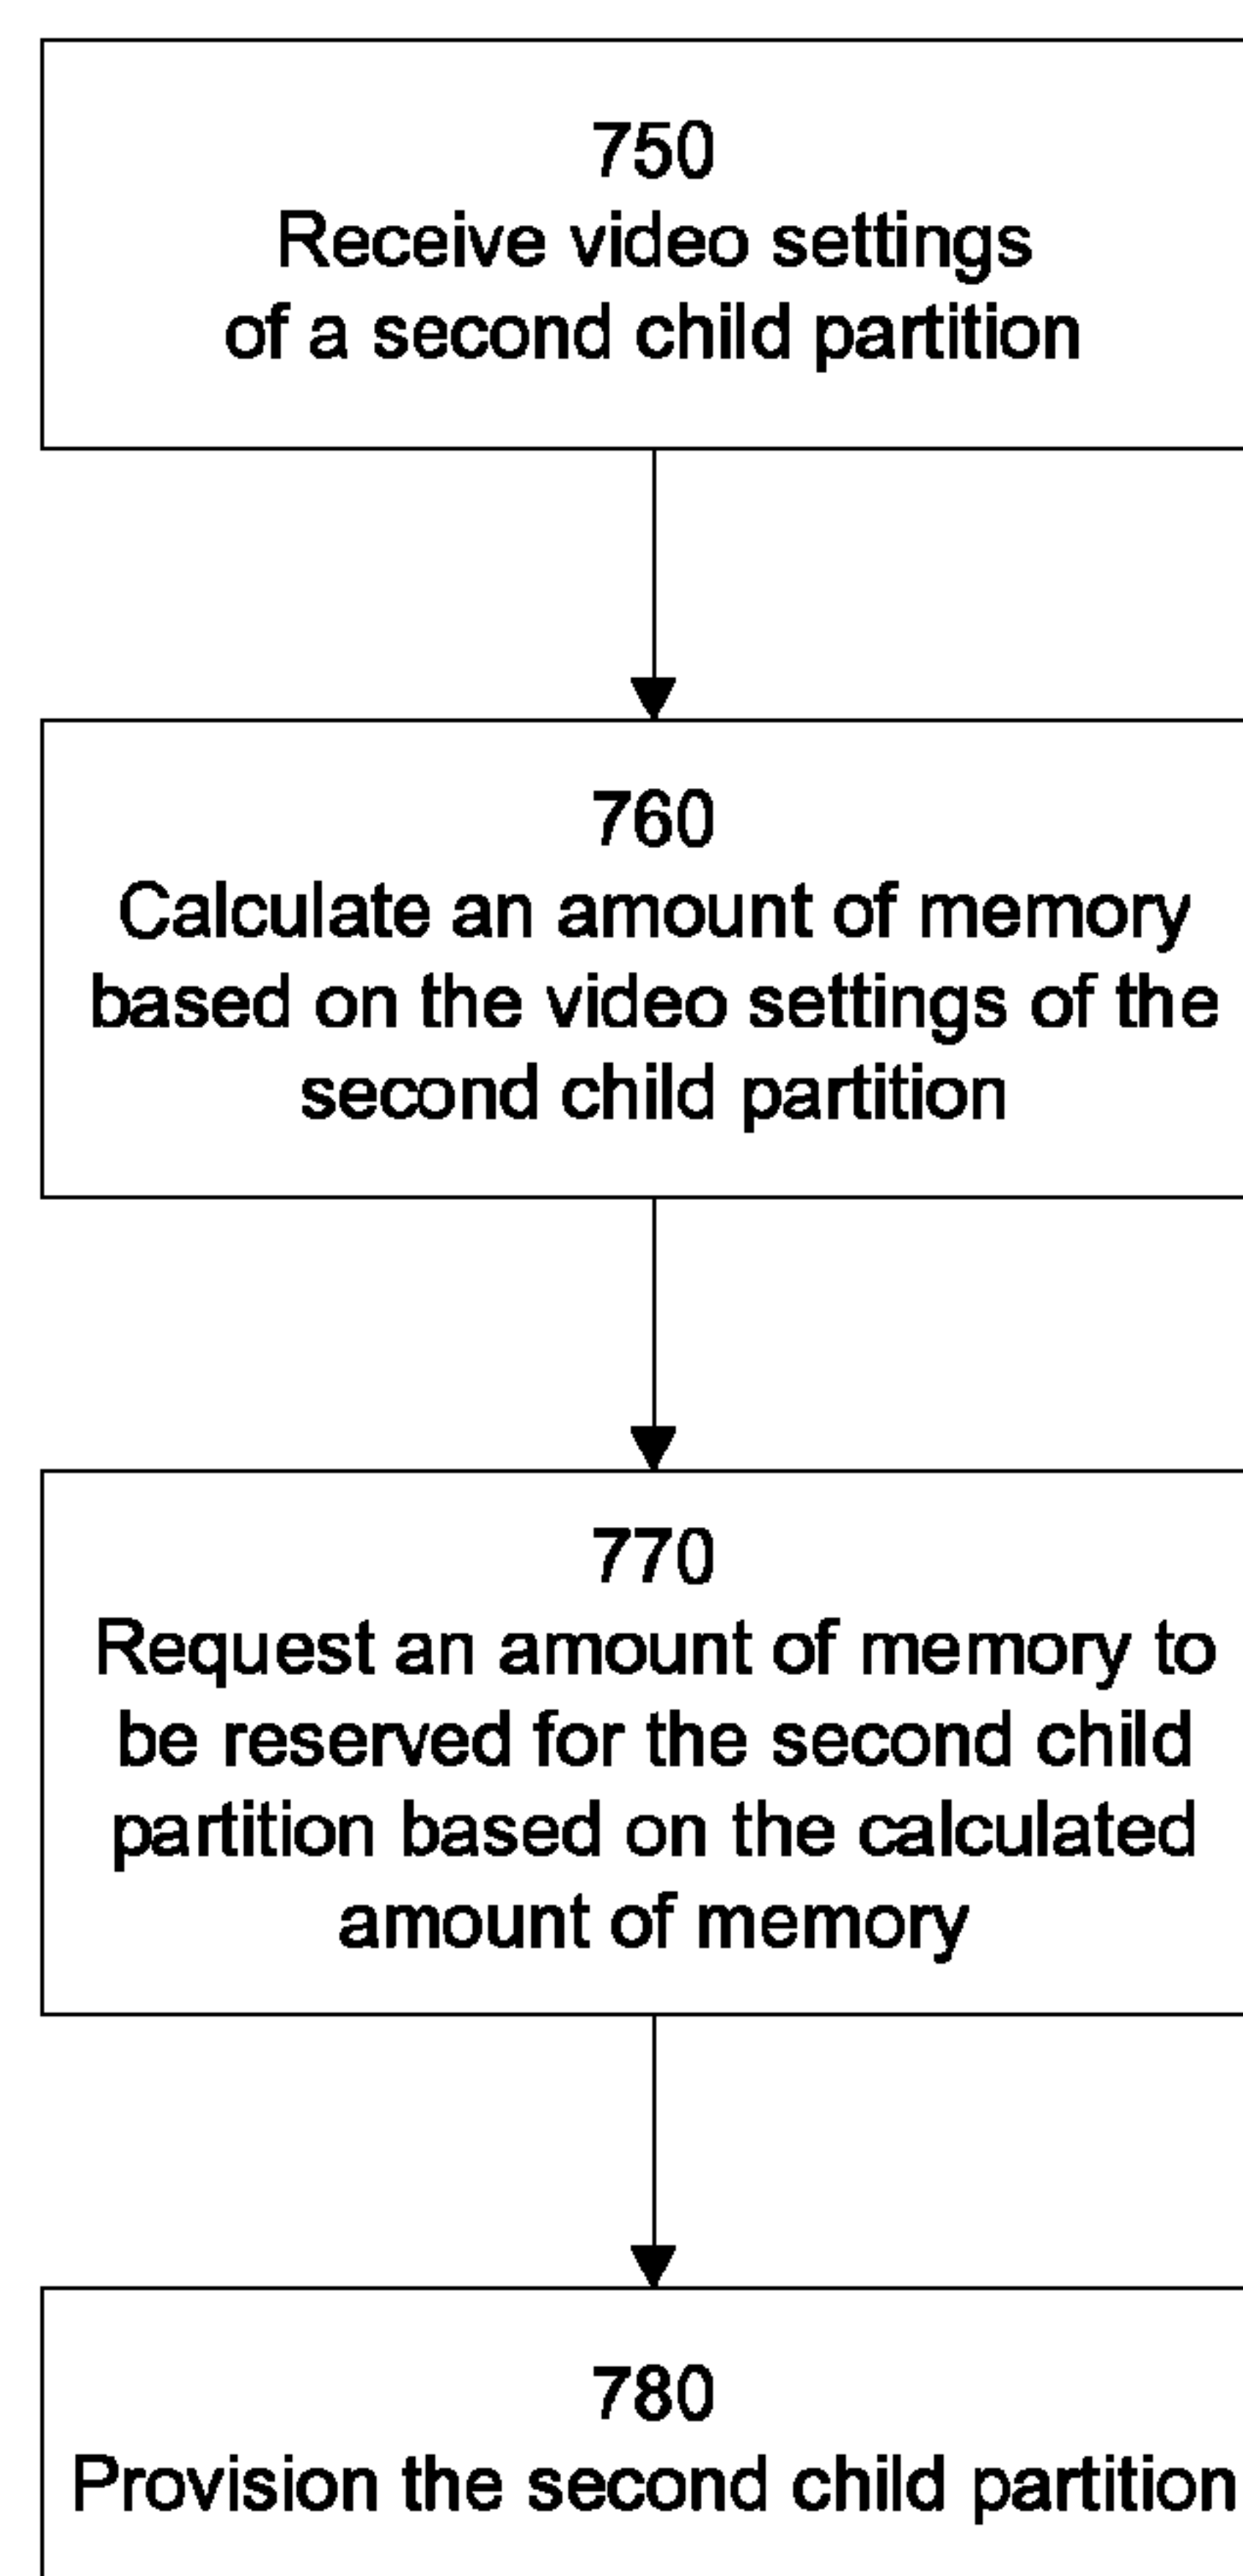 750
Receive video settings
of a second child partition
760
Calculate an amount of memory
based on the video settings of the
second child partition
770
Request an amount of memory to
be reserved for the second child
partition based on the calculated
amount of memory
780
Provision the second child partition